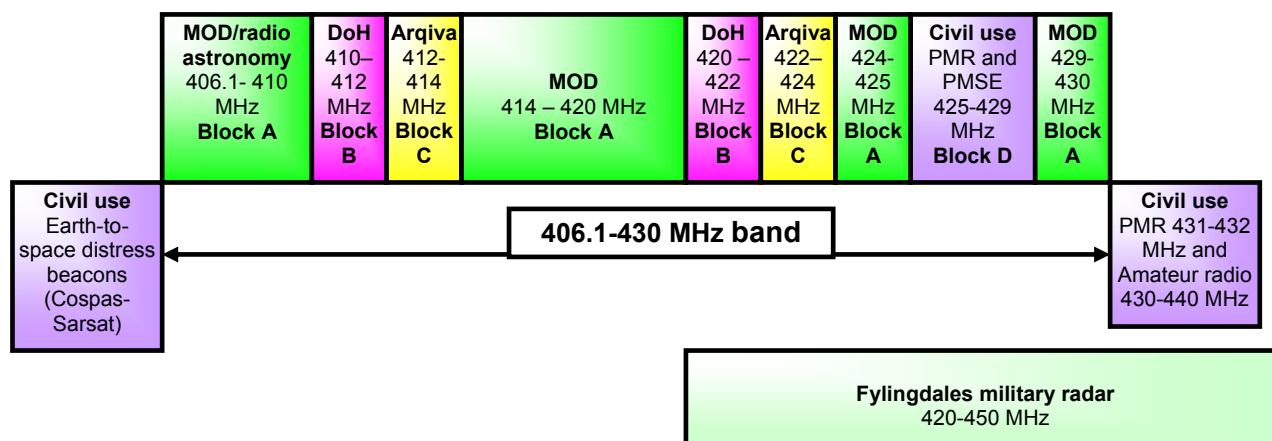 MOD/radio
astronomy
406.1- 410
MHz
Block A
DoH
410–
412
MHz
Block
B
Arqiva
412-
414
MHz
Block
C
MOD
414 – 420 MHz
Block A
DoH
420 –
422
MHz
Block
B
Arqiva
422–
424
MHz
Block
C
MOD
424-
425
MHz
Block
A
Civil use
PMR and
PMSE
425-429
MHz
Block D
MOD
429-
430
MHz
Block
A
Civil use
Earth-to-
space distress
beacons
(Cospas-
Sarsat)
406.1-430 MHz band
Civil use
PMR 431-432
MHz and
Amateur radio
430-440 MHz
Fylingdales military radar
420-450 MHz